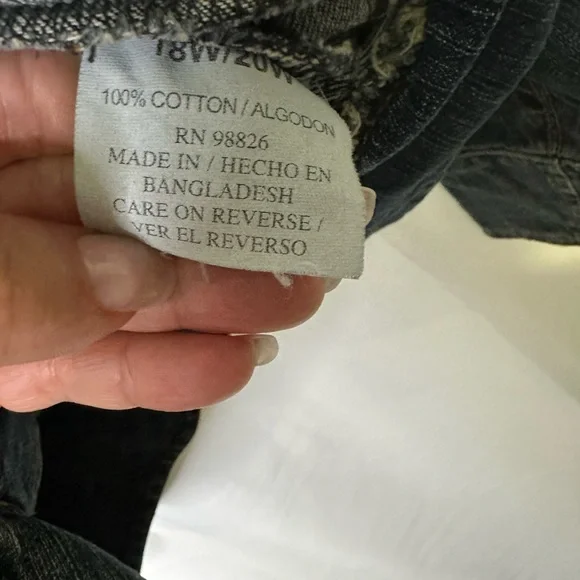 18W/20W
100% COTTON / ALGODON
RN 98826
MADE IN / HECHO EN
BANGLADESH
CARE ON REVERSE /
VER EL REVERSO